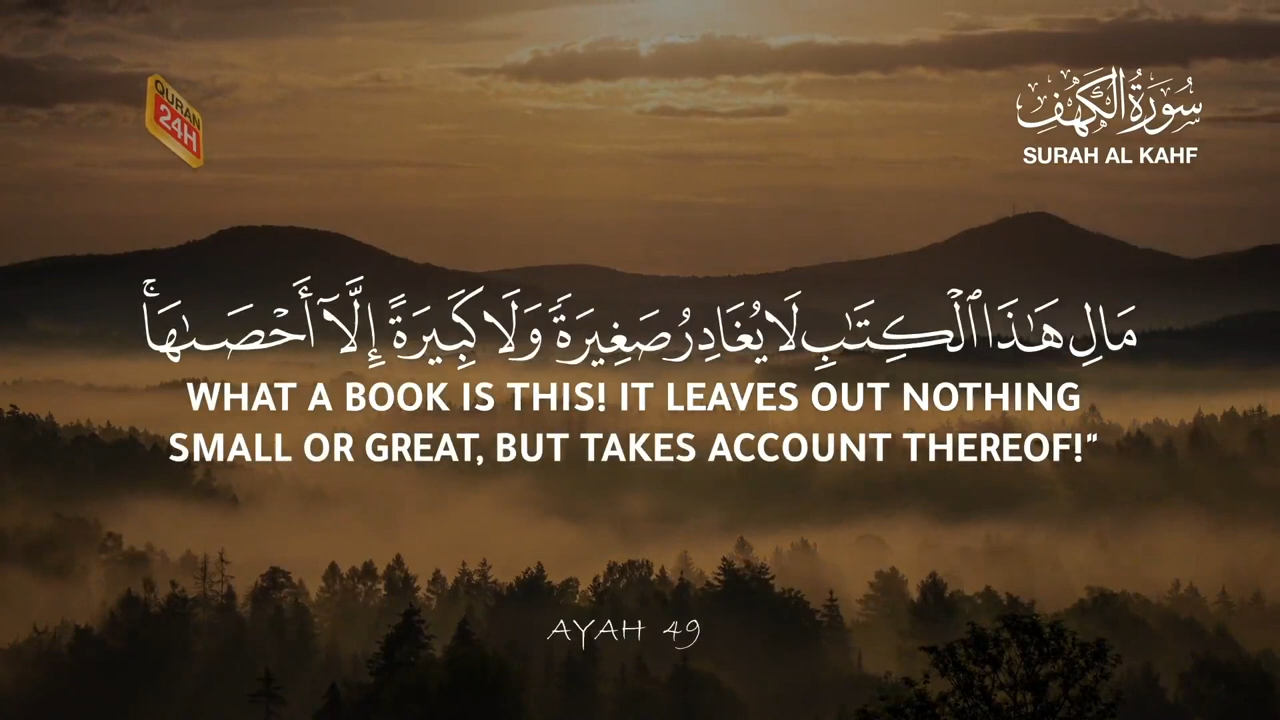 QURAN
24H
سُورَةُ الكَهْفِ
SURAH AL KAHF
مَالِ هَـٰذَا ٱلْكِتَـٰبِ لَا يُغَادِرُ صَغِيرَةً وَلَا كَبِيرَةً إِلَّآ أَحْصَىٰهَا ۚ
WHAT A BOOK IS THIS! IT LEAVES OUT NOTHING
SMALL OR GREAT, BUT TAKES ACCOUNT THEREOF!”
AYAH 49